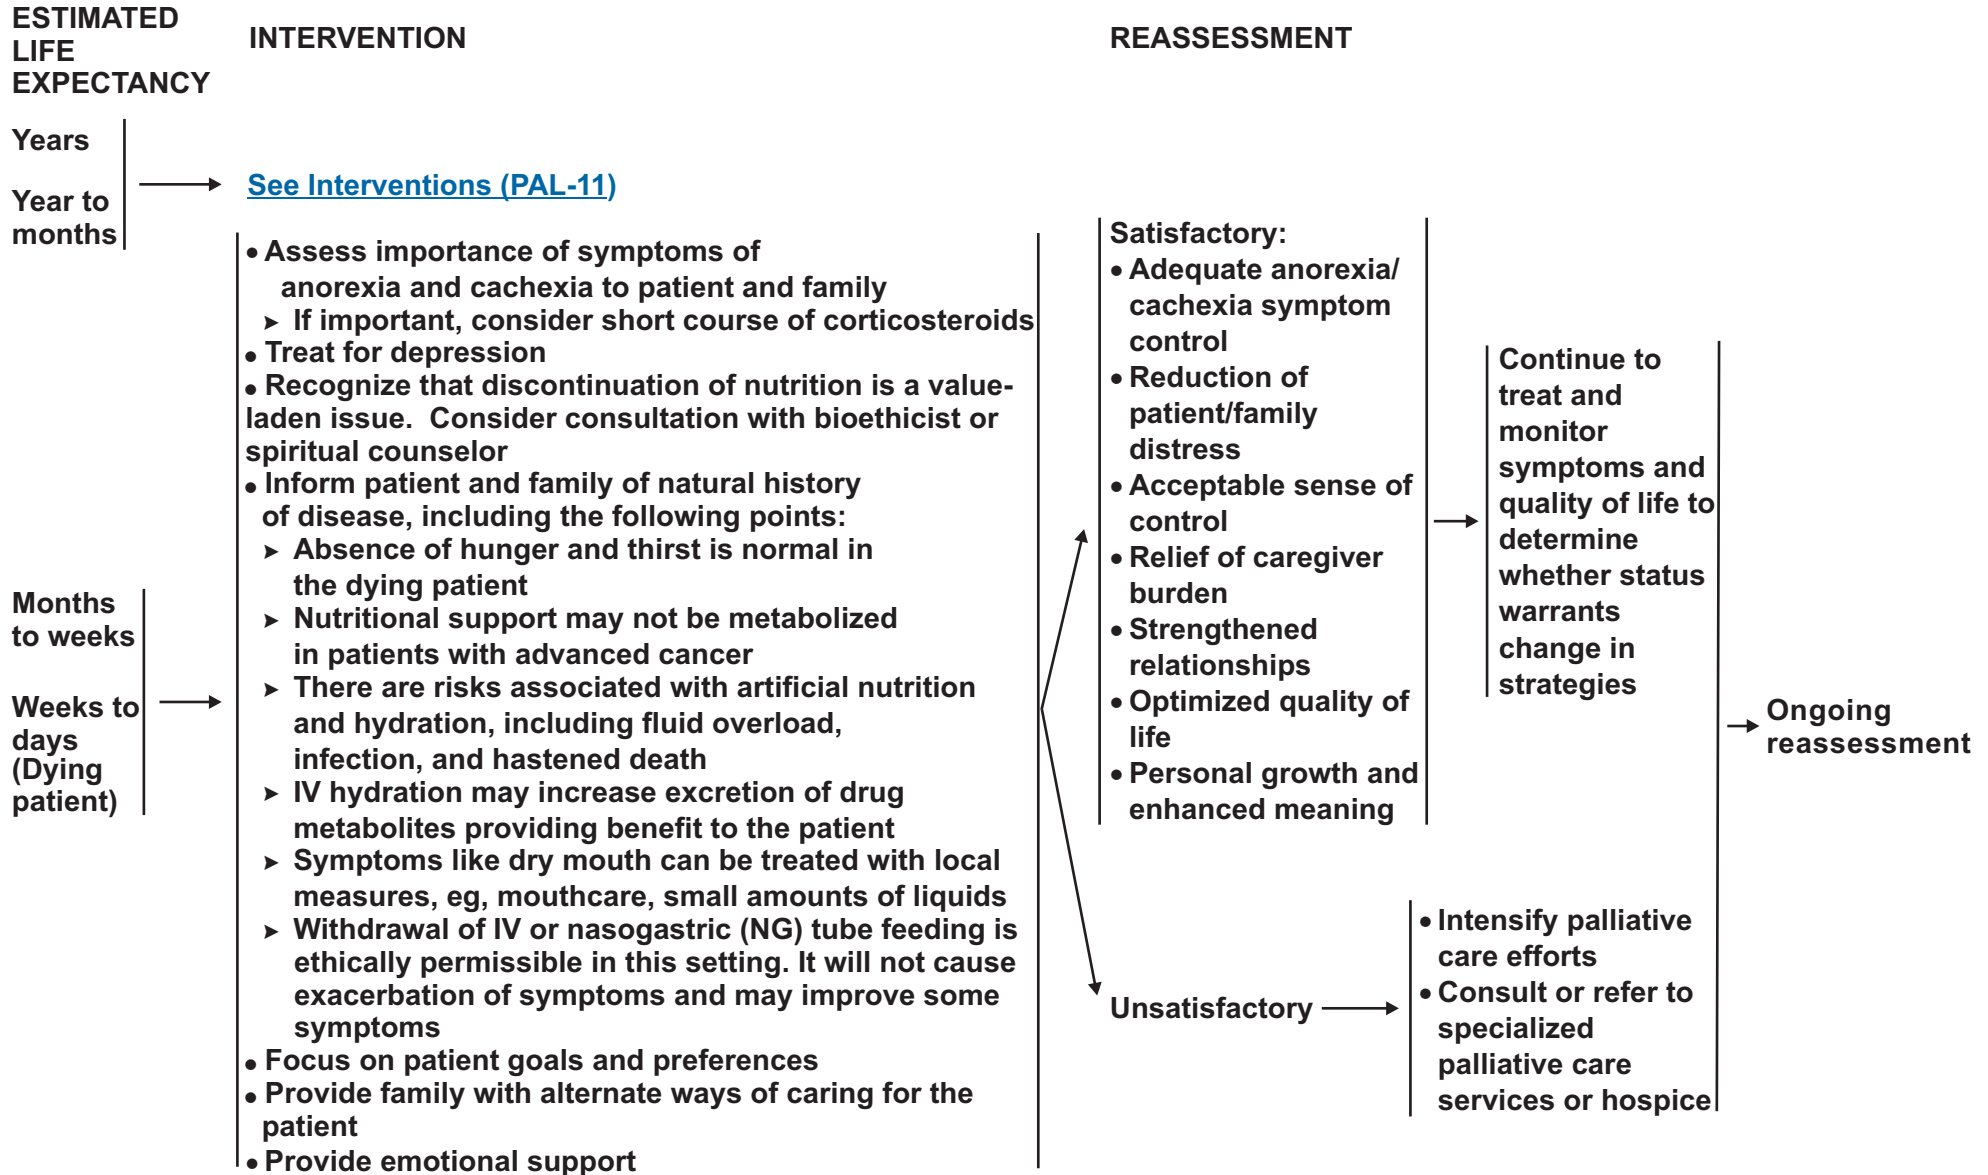 ESTIMATED
LIFE
EXPECTANCY
INTERVENTION
REASSESSMENT
Years
Year to
months
See Interventions (PAL-11)
Months
to weeks
Weeks to
days
(Dying
patient)
• Assess importance of symptoms of
anorexia and cachexia to patient and family
➤ If important, consider short course of corticosteroids
• Treat for depression
• Recognize that discontinuation of nutrition is a value-
laden issue.  Consider consultation with bioethicist or
spiritual counselor
• Inform patient and family of natural history
of disease, including the following points:
➤ Absence of hunger and thirst is normal in
the dying patient
➤ Nutritional support may not be metabolized
in patients with advanced cancer
➤ There are risks associated with artificial nutrition
and hydration, including fluid overload,
infection, and hastened death
➤ IV hydration may increase excretion of drug
metabolites providing benefit to the patient
➤ Symptoms like dry mouth can be treated with local
measures, eg, mouthcare, small amounts of liquids
➤ Withdrawal of IV or nasogastric (NG) tube feeding is
ethically permissible in this setting. It will not cause
exacerbation of symptoms and may improve some
symptoms
• Focus on patient goals and preferences
• Provide family with alternate ways of caring for the
patient
• Provide emotional support
Satisfactory:
• Adequate anorexia/
cachexia symptom
control
• Reduction of
patient/family
distress
• Acceptable sense of
control
• Relief of caregiver
burden
• Strengthened
relationships
• Optimized quality of
life
• Personal growth and
enhanced meaning
Continue to
treat and
monitor
symptoms and
quality of life to
determine
whether status
warrants
change in
strategies
Unsatisfactory
• Intensify palliative
care efforts
• Consult or refer to
specialized
palliative care
services or hospice
Ongoing
reassessment